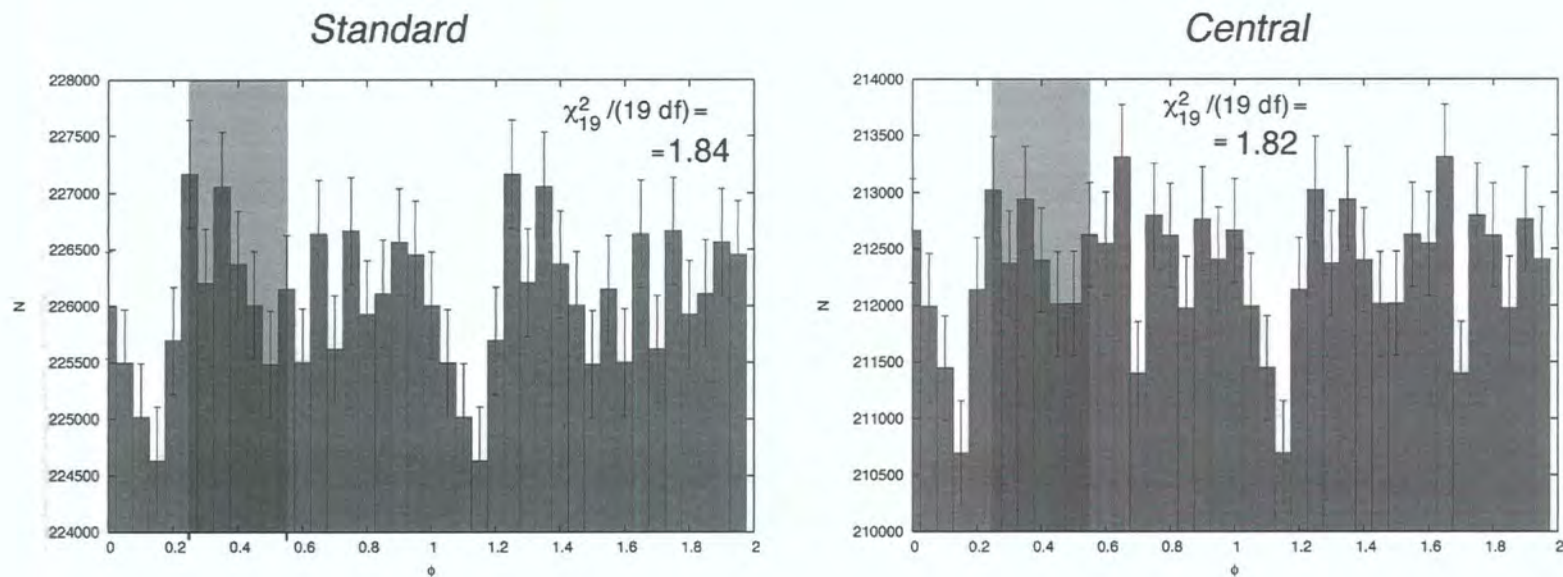 Standard
228000
227500
227000
226500
226000
225500
225000
224500
224000
N
χ²₁₉/(19 df) =
= 1.84
0 0.2 0.4 0.6 0.8 1 1.2 1.4 1.6 1.8 2
ϕ
Central
214000
213500
213000
212500
212000
211500
211000
210500
210000
N
χ²₁₉/(19 df) =
= 1.82
0 0.2 0.4 0.6 0.8 1 1.2 1.4 1.6 1.8 2
ϕ